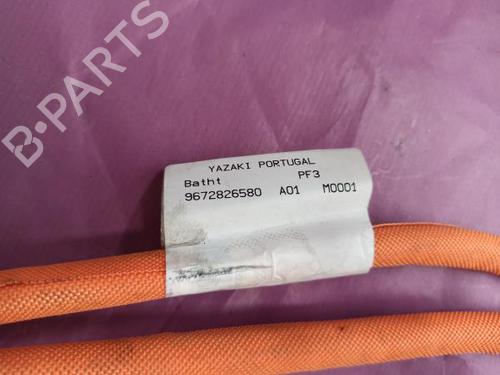 B-PARTS
YAZAKI PORTUGAL
Batht PF3
9672826580 A01 M0001